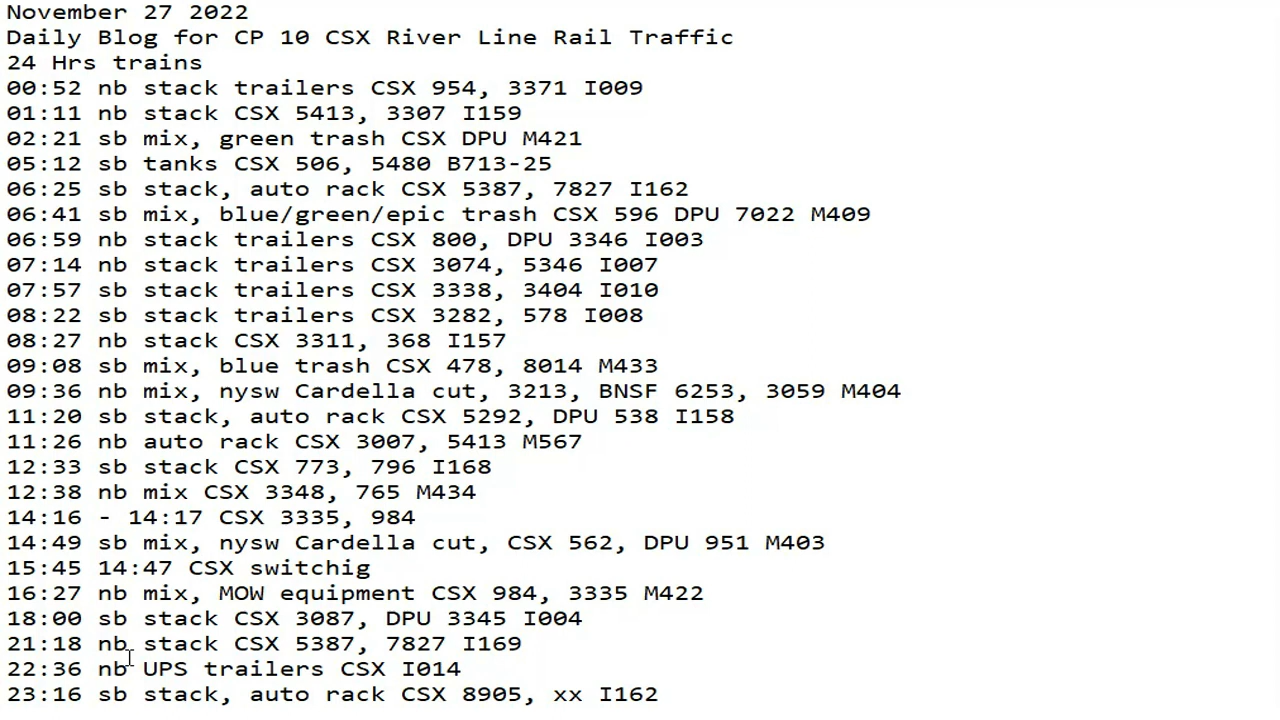 November 27 2022
Daily Blog for CP 10 CSX River Line Rail Traffic
24 Hrs trains
00:52 nb stack trailers CSX 954, 3371 I009
01:11 nb stack CSX 5413, 3307 I159
02:21 sb mix, green trash CSX DPU M421
05:12 sb tanks CSX 506, 5480 B713-25
06:25 sb stack, auto rack CSX 5387, 7827 I162
06:41 sb mix, blue/green/epic trash CSX 596 DPU 7022 M409
06:59 nb stack trailers CSX 800, DPU 3346 I003
07:14 nb stack trailers CSX 3074, 5346 I007
07:57 sb stack trailers CSX 3338, 3404 I010
08:22 sb stack trailers CSX 3282, 578 I008
08:27 nb stack CSX 3311, 368 I157
09:08 sb mix, blue trash CSX 478, 8014 M433
09:36 nb mix, nysw Cardella cut, 3213, BNSF 6253, 3059 M404
11:20 sb stack, auto rack CSX 5292, DPU 538 I158
11:26 nb auto rack CSX 3007, 5413 M567
12:33 sb stack CSX 773, 796 I168
12:38 nb mix CSX 3348, 765 M434
14:16 - 14:17 CSX 3335, 984
14:49 sb mix, nysw Cardella cut, CSX 562, DPU 951 M403
15:45 14:47 CSX switchig
16:27 nb mix, MOW equipment CSX 984, 3335 M422
18:00 sb stack CSX 3087, DPU 3345 I004
21:18 nb stack CSX 5387, 7827 I169
22:36 nb UPS trailers CSX I014
23:16 sb stack, auto rack CSX 8905, xx I162